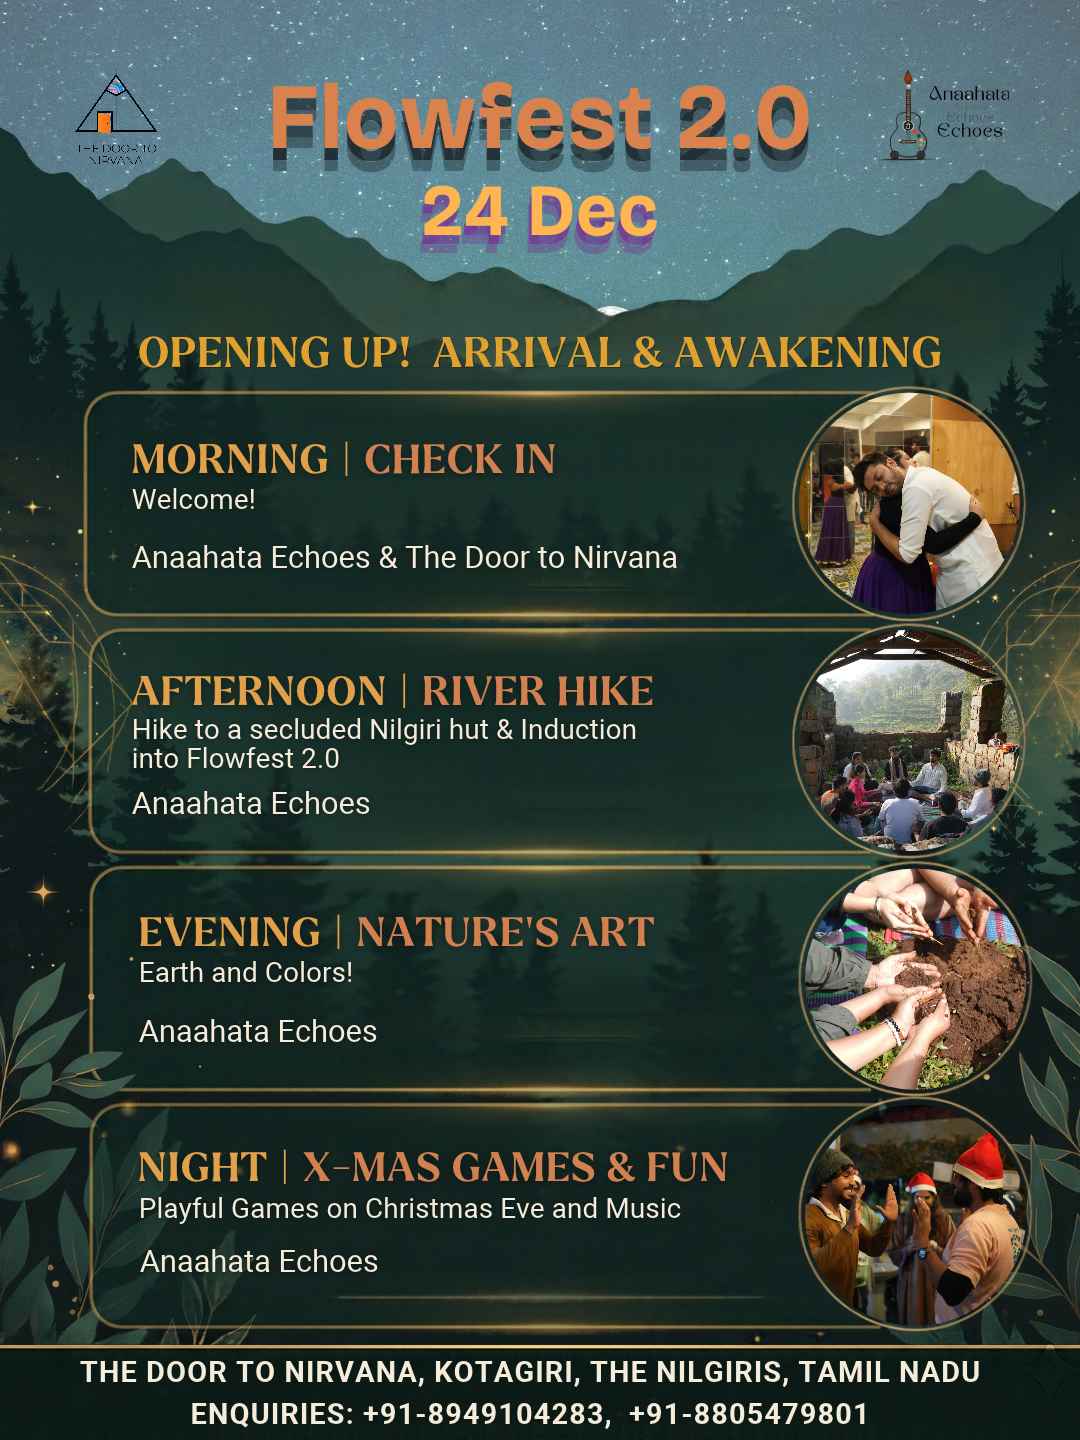 THE DOOR TO
NIRVANA
Flowfest 2.0
24 Dec
Anaahata
Echoes
Echoes
OPENING UP! ARRIVAL & AWAKENING
MORNING | CHECK IN
Welcome!
Anaahata Echoes & The Door to Nirvana
AFTERNOON | RIVER HIKE
Hike to a secluded Nilgiri hut & Induction
into Flowfest 2.0
Anaahata Echoes
EVENING | NATURE'S ART
Earth and Colors!
Anaahata Echoes
NIGHT | X-MAS GAMES & FUN
Playful Games on Christmas Eve and Music
Anaahata Echoes
THE DOOR TO NIRVANA, KOTAGIRI, THE NILGIRIS, TAMIL NADU
ENQUIRIES: +91-8949104283, +91-8805479801